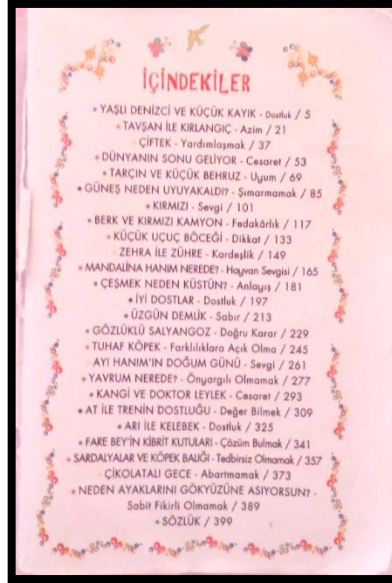 İÇİNDEKİLER
• YAŞLI DENİZCİ VE KÜÇÜK KAYIK - Dostluk / 5
• TAVŞAN İLE KIRLANGIÇ - Azim / 21
ÇİFTEK - Yardımlaşmak / 37
• DÜNYANIN SONU GELİYOR - Cesaret / 53
• TARÇIN VE KÜÇÜK BEHRUZ - Uyum / 69
• GÜNEŞ NEDEN UYUYAKALDI? - Şımarmamak / 85
• KIRMIZI - Sevgi / 101
• BERK VE KIRMIZI KAMYON - Fedakârlık / 117
• KÜÇÜK UÇUÇ BÖCEĞİ - Dikkat / 133
ZEHRA İLE ZÜHRE - Kardeşlik / 149
• MANDALİNA HANIM NEREDE? - Hayvan Sevgisi / 165
• ÇEŞMEK NEDEN KÜSTÜN? - Anlayış / 181
• İYİ DOSTLAR - Dostluk / 197
• ÜZGÜN DEMLİK - Sabır / 213
• GÖZLÜKLÜ SALYANGOZ - Doğru Karar / 229
• TUHAF KÖPEK - Farklılıklara Açık Olma / 245
AYI HANIM'IN DOĞUM GÜNÜ - Sevgi / 261
• YAVRUM NEREDE? - Önyargılı Olmamak / 277
• KANGİ VE DOKTOR LEYLEK - Cesaret / 293
• AT İLE TRENİN DOSTLUĞU - Değer Bilmek / 309
• ARI İLE KELEBEK - Dostluk / 325
• FARE BEY'İN KİBRİT KUTULARI - Çözüm Bulmak / 341
• SARDALYALAR VE KÖPEK BALIĞI - Tedbirsiz Olmamak / 357
ÇİKOLATALI GECE - Abartmamak / 373
• NEDEN AYAKLARINI GÖKYÜZÜNE ASIYORSUN? -
Sabit Fikirli Olmamak / 389
• SÖZLÜK / 399